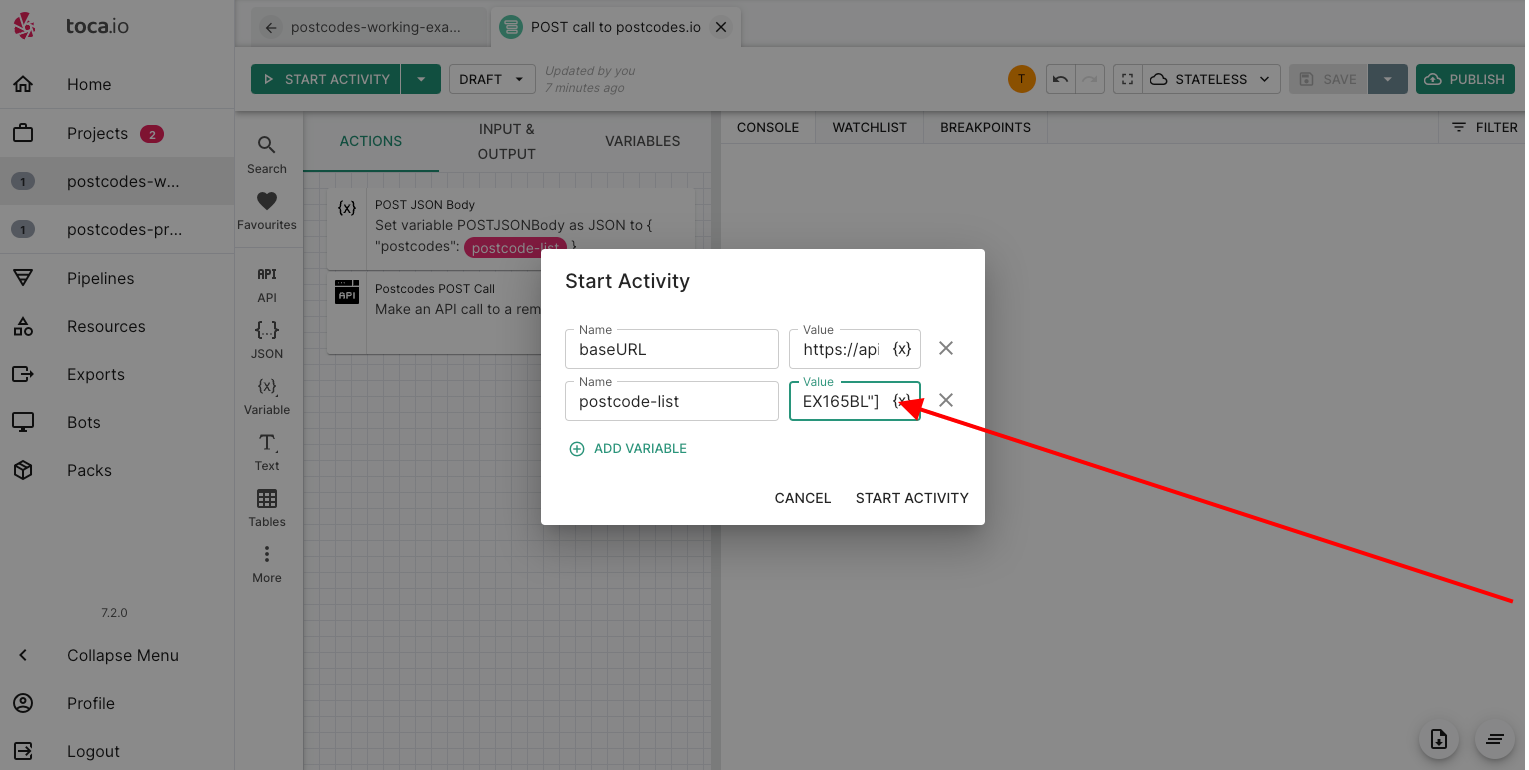 toca.io
Home
Projects 2
1 postcodes-w...
1 postcodes-pr...
Pipelines
Resources
Exports
Bots
Packs
7.2.0
Collapse Menu
Profile
Logout
postcodes-working-exa...
POST call to postcodes.io
START ACTIVITY
DRAFT
Updated by you
7 minutes ago
T
STATELESS
SAVE
PUBLISH
Search
Favourites
API
API
{...}
JSON
{x}
Variable
T
Text
Tables
More
ACTIONS
INPUT &
OUTPUT
VARIABLES
{x}
POST JSON Body
Set variable POSTJSONBody as JSON to {
"postcodes": postcode-list }
API
Postcodes POST Call
Make an API call to a rem
CONSOLE
WATCHLIST
BREAKPOINTS
FILTER
Start Activity
Name
baseURL
Value
https://api
{x}
Name
postcode-list
Value
EX165BL"]
{x}
ADD VARIABLE
CANCEL
START ACTIVITY